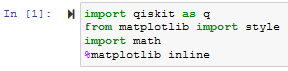 In [1]: import qiskit as q
from matplotlib import style
import math
%matplotlib inline